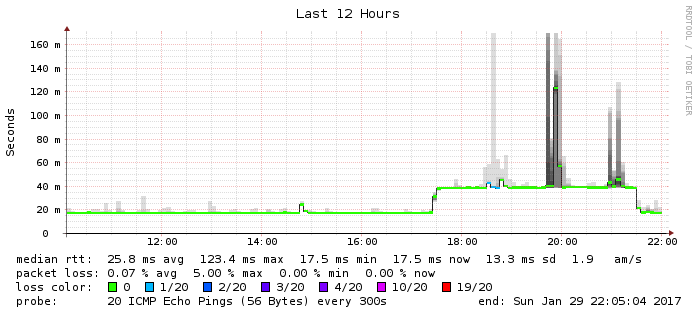 Last 12 Hours
RRDTOOL / TOBI OETIKER
Seconds
160 m
140 m
120 m
100 m
80 m
60 m
40 m
20 m
0
12:00 14:00 16:00 18:00 20:00 22:00
median rtt: 25.8 ms avg 123.4 ms max 17.5 ms min 17.5 ms now 13.3 ms sd 1.9 am/s
packet loss: 0.07 % avg 5.00 % max 0.00 % min 0.00 % now
loss color: 0 1/20 2/20 3/20 4/20 10/20 19/20
probe: 20 ICMP Echo Pings (56 Bytes) every 300s end: Sun Jan 29 22:05:04 2017